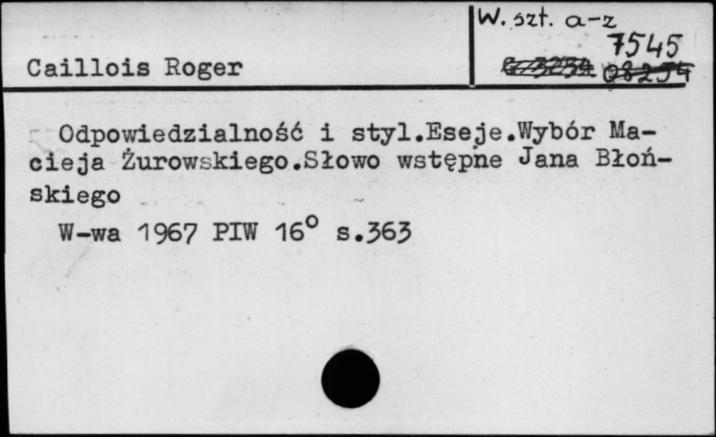 W. szt. a-z
7545
Caillois Roger
Odpowiedzialność i styl.Eseje.Wybór Ma-
cieja Żurowskiego.Słowo wstępne Jana Błoń-
skiego
W-wa 1967 PIW 16° s.363